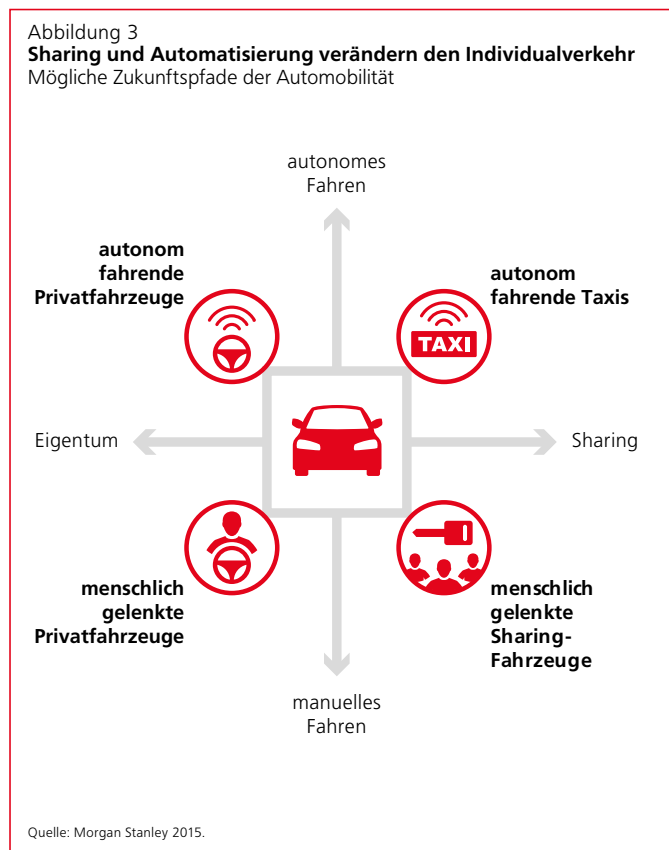 Abbildung 3
Sharing und Automatisierung verändern den Individualverkehr
Mögliche Zukunftspfade der Automobilität
autonomes
Fahren
autonom
fahrende
Privatfahrzeuge
autonom
fahrende Taxis
TAXI
Eigentum
Sharing
menschlich
gelenkte
Privatfahrzeuge
menschlich
gelenkte
Sharing-
Fahrzeuge
manuelles
Fahren
Quelle: Morgan Stanley 2015.